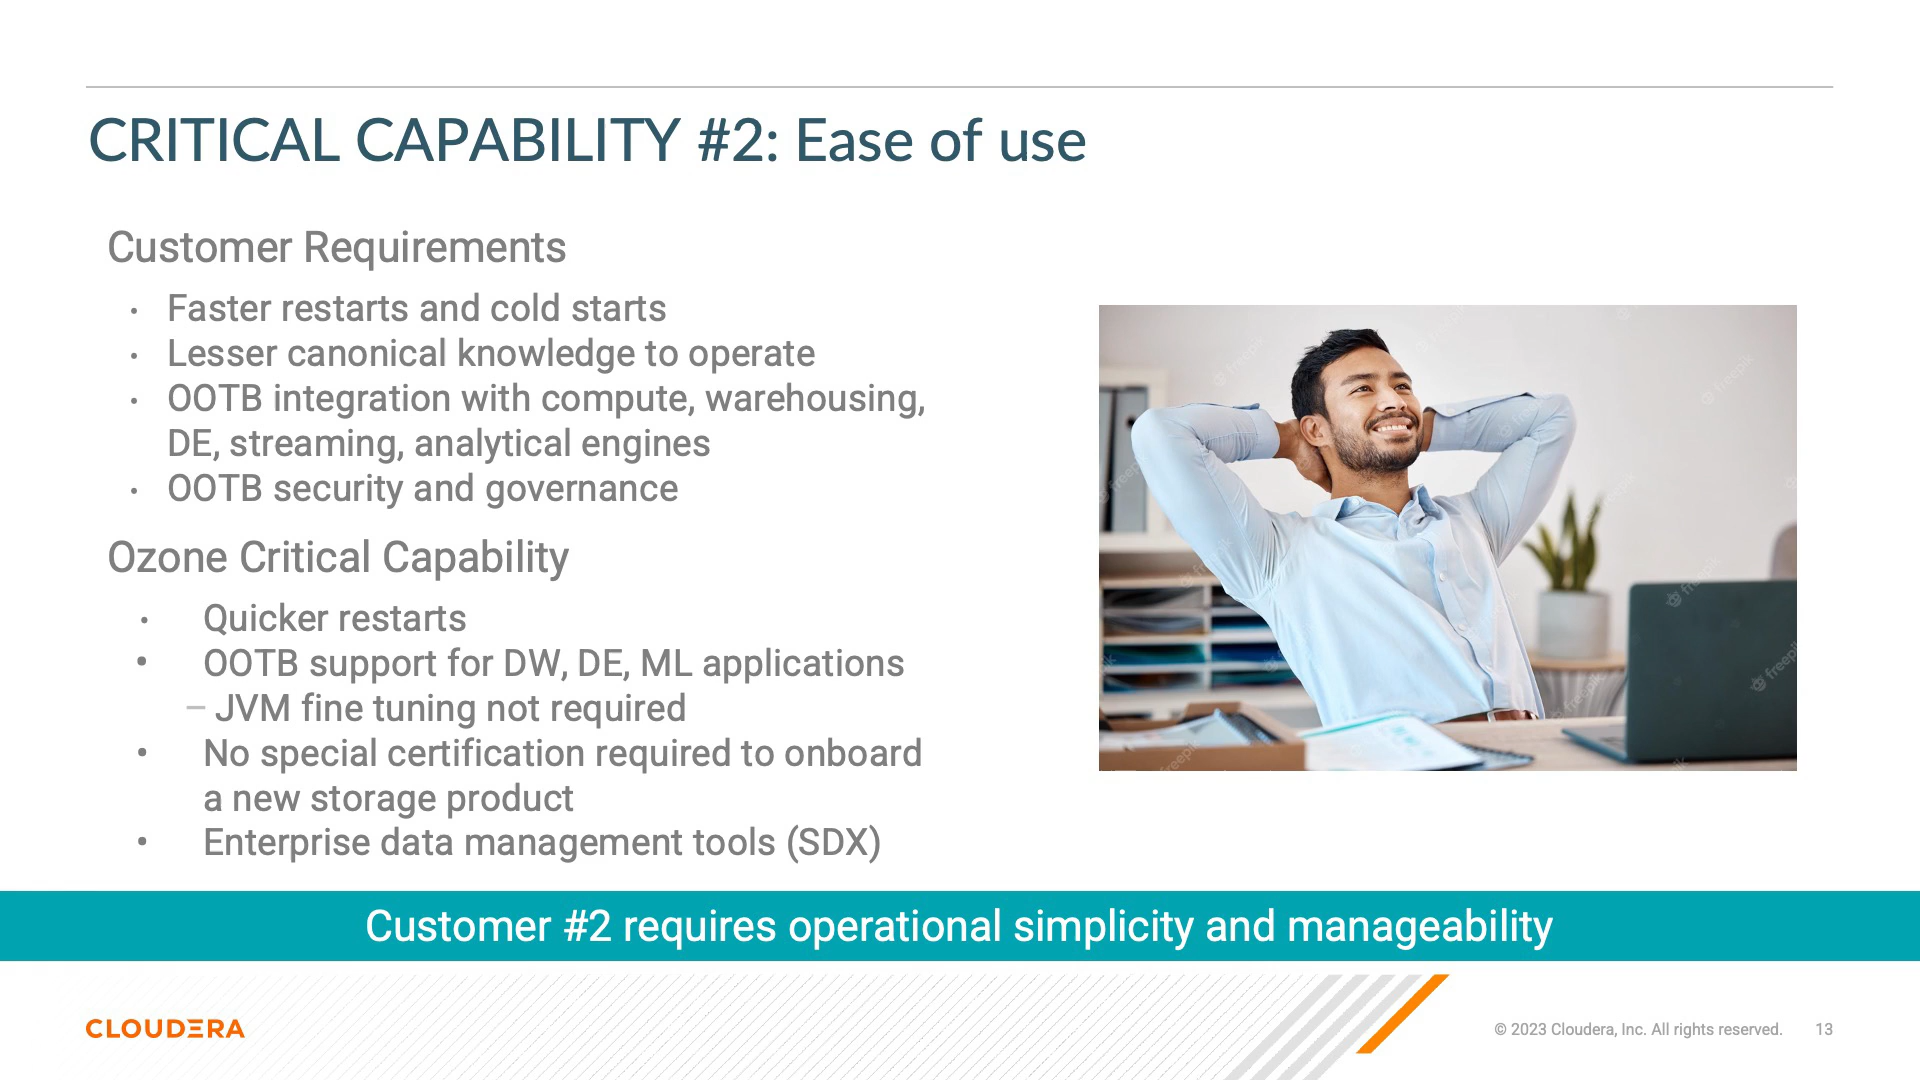 CRITICAL CAPABILITY #2: Ease of use
Customer Requirements
• Faster restarts and cold starts
• Lesser canonical knowledge to operate
• OOTB integration with compute, warehousing,
DE, streaming, analytical engines
• OOTB security and governance
Ozone Critical Capability
• Quicker restarts
• OOTB support for DW, DE, ML applications
– JVM fine tuning not required
• No special certification required to onboard
a new storage product
• Enterprise data management tools (SDX)
freepik
freepik
freepik
freepik
Customer #2 requires operational simplicity and manageability
CLOUDERA
© 2023 Cloudera, Inc. All rights reserved. 13